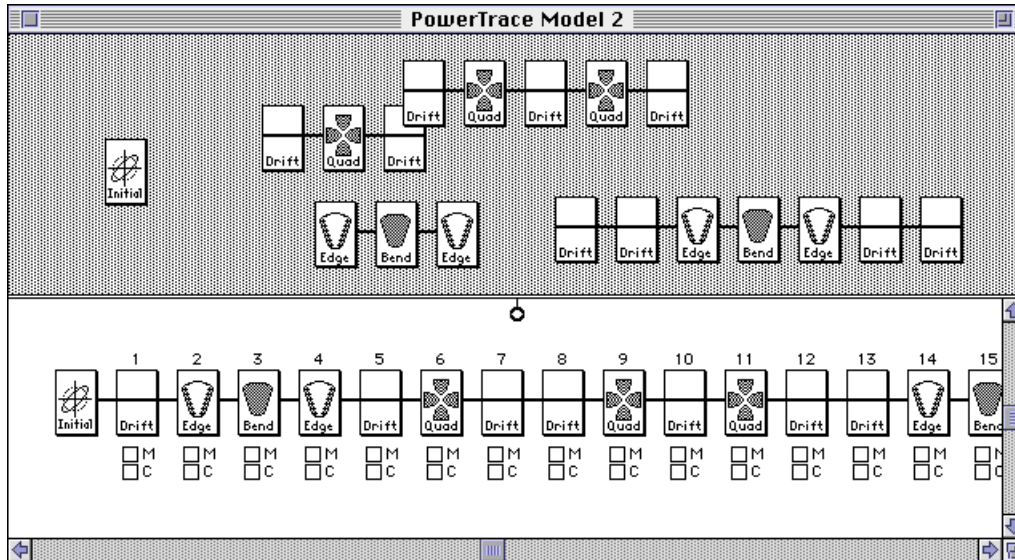 PowerTrace Model 2
Drift Quad Drift Quad Drift
Drift Quad Drift
Initial
Edge Bend Edge
Drift Drift Edge Bend Edge Drift Drift
1 2 3 4 5 6 7 8 9 10 11 12 13 14 15
Initial Drift Edge Bend Edge Drift Quad Drift Drift Quad Drift Quad Drift Drift Edge Bend
M M M M M M M M M M M M M M M
C C C C C C C C C C C C C C C